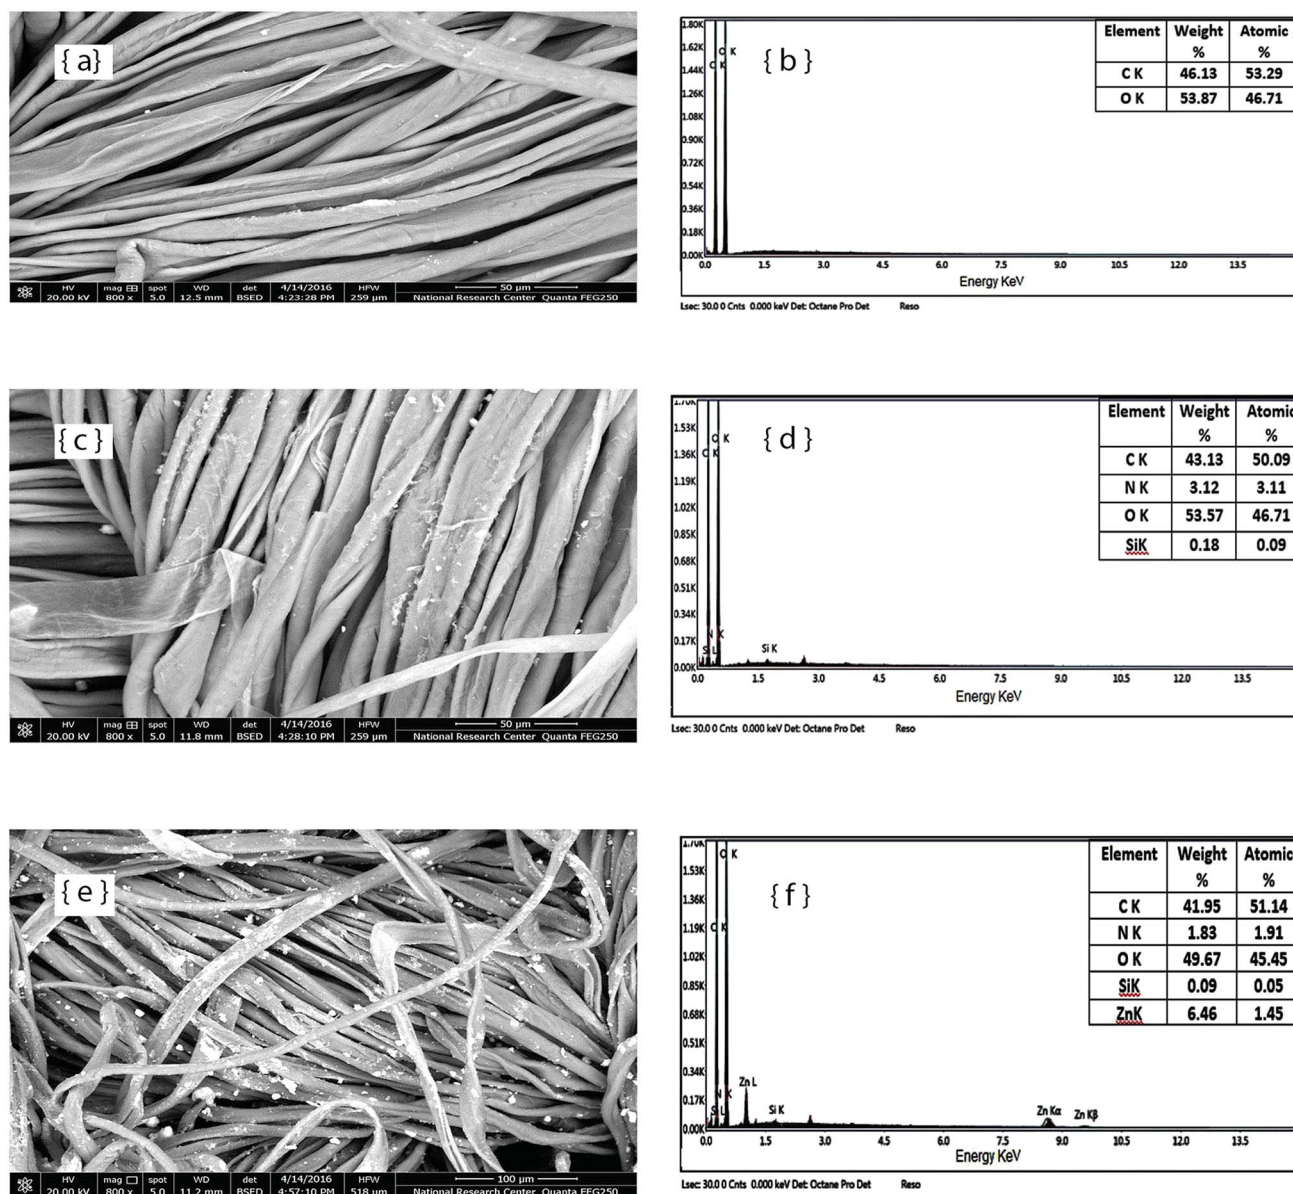 { a}
HV mag spot WD det 4/14/2016 HFW 50 µm
20.00 kV 800 x 5.0 12.5 mm BSED 4:23:28 PM 259 µm National Research Center Quanta FEG250
{ b }
1.80K
1.62K
1.44K
1.26K
1.08K
0.90K
0.72K
0.54K
0.36K
0.18K
0.00K
O K
C K
0.0 1.5 3.0 4.5 6.0 7.5 9.0 10.5 12.0 13.5
Energy KeV
Element Weight % Atomic %
C K 46.13 53.29
O K 53.87 46.71
Lsec: 30.0 0 Cnts 0.000 keV Det: Octane Pro Det Reso
{ c }
HV mag spot WD det 4/14/2016 HFW 50 µm
20.00 kV 800 x 5.0 11.8 mm BSED 4:28:10 PM 259 µm National Research Center Quanta FEG250
{ d }
1.70K
1.53K
1.36K
1.19K
1.02K
0.85K
0.68K
0.51K
0.34K
0.17K
0.00K
O K
C K
N K
Si L
Si K
0.0 1.5 3.0 4.5 6.0 7.5 9.0 10.5 12.0 13.5
Energy KeV
Element Weight % Atomic %
C K 43.13 50.09
N K 3.12 3.11
O K 53.57 46.71
SiK 0.18 0.09
Lsec: 30.0 0 Cnts 0.000 keV Det: Octane Pro Det Reso
{ e }
HV mag spot WD det 4/14/2016 HFW 100 µm
20.00 kV 800 x 5.0 11.2 mm BSED 4:57:10 PM 518 µm National Research Center Quanta FEG250
{ f }
1.70K
1.53K
1.36K
1.19K
1.02K
0.85K
0.68K
0.51K
0.34K
0.17K
0.00K
O K
C K
N K
Si L
Zn L
Si K
Zn Kα
Zn Kβ
0.0 1.5 3.0 4.5 6.0 7.5 9.0 10.5 12.0 13.5
Energy KeV
Element Weight % Atomic %
C K 41.95 51.14
N K 1.83 1.91
O K 49.67 45.45
SiK 0.09 0.05
ZnK 6.46 1.45
Lsec: 30.0 0 Cnts 0.000 keV Det: Octane Pro Det Reso